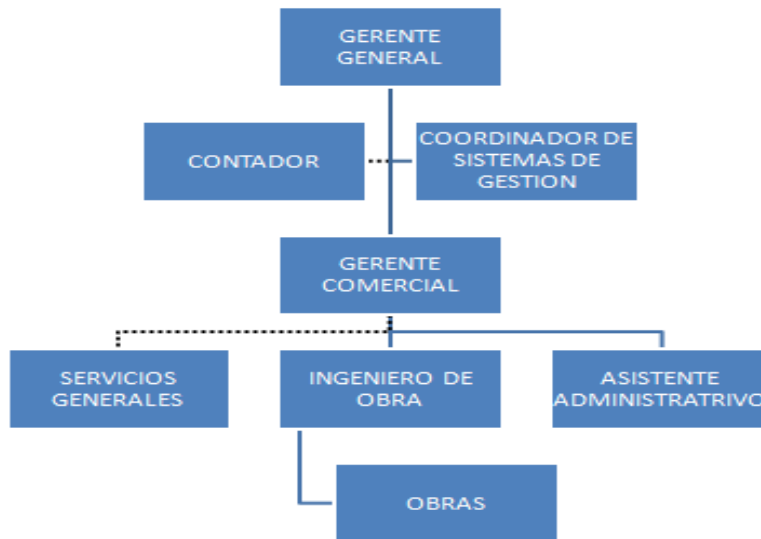 GERENTE
GENERAL
CONTADOR
COORDINADOR DE
SISTEMAS DE
GESTION
GERENTE
COMERCIAL
SERVICIOS
GENERALES
INGENIERO DE
OBRA
ASISTENTE
ADMINISTRATRIVO
OBRAS